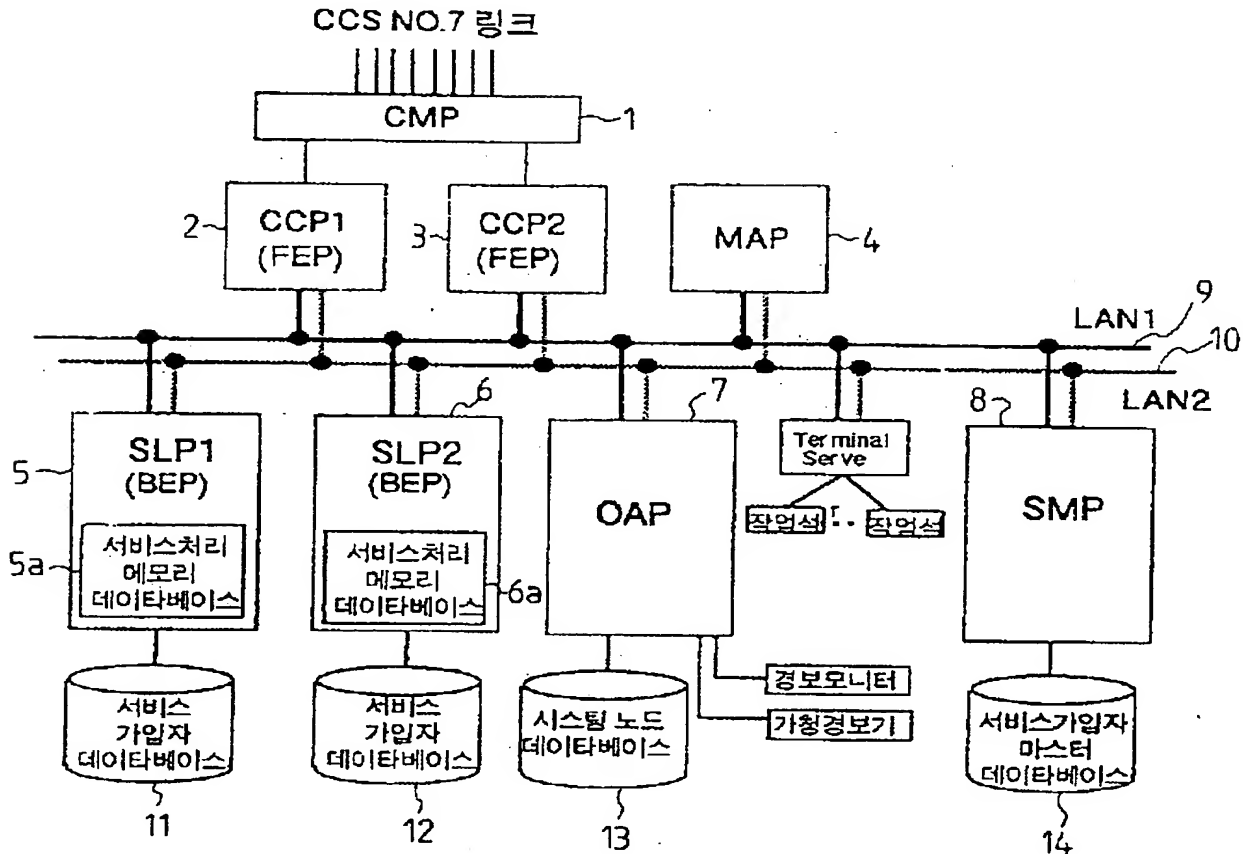 CCS NO.7 링크
CMP
1
2
CCP1
(FEP)
3
CCP2
(FEP)
MAP
4
LAN1
9
10
LAN2
5
SLP1
(BEP)
5a
서비스처리
메모리
데이타베이스
6
SLP2
(BEP)
서비스처리
메모리
데이타베이스
6a
7
OAP
Terminal
Serve
작업석
작업석
8
SMP
경보모니터
가청경보기
서비스
가입자
데이타베이스
11
서비스
가입자
데이타베이스
12
시스팀 노드
데이타베이스
13
서비스가입자
마스터
데이타베이스
14